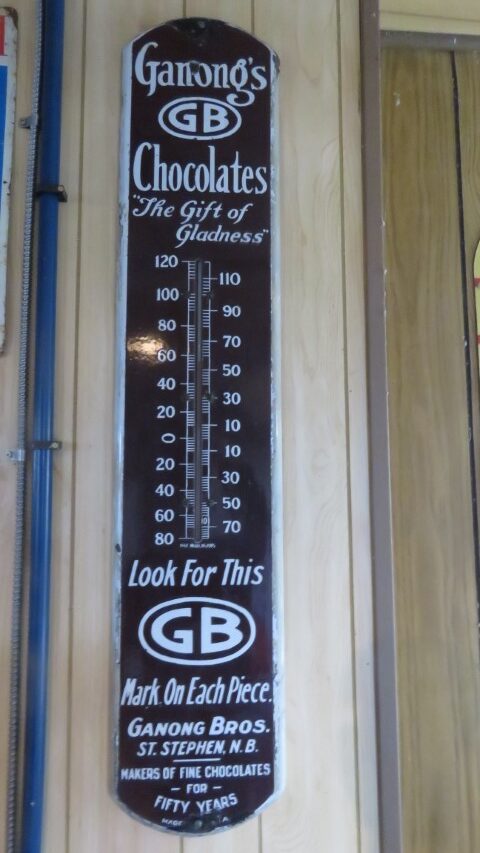 Ganong's
GB
Chocolates
"The Gift of
Gladness"
120
110
100
90
80
70
60
50
40
30
20
10
0
10
20
30
40
50
60
70
80
Look For This
GB
Mark On Each Piece.
GANONG BROS.
ST. STEPHEN, N.B.
MAKERS OF FINE CHOCOLATES
— FOR —
FIFTY YEARS